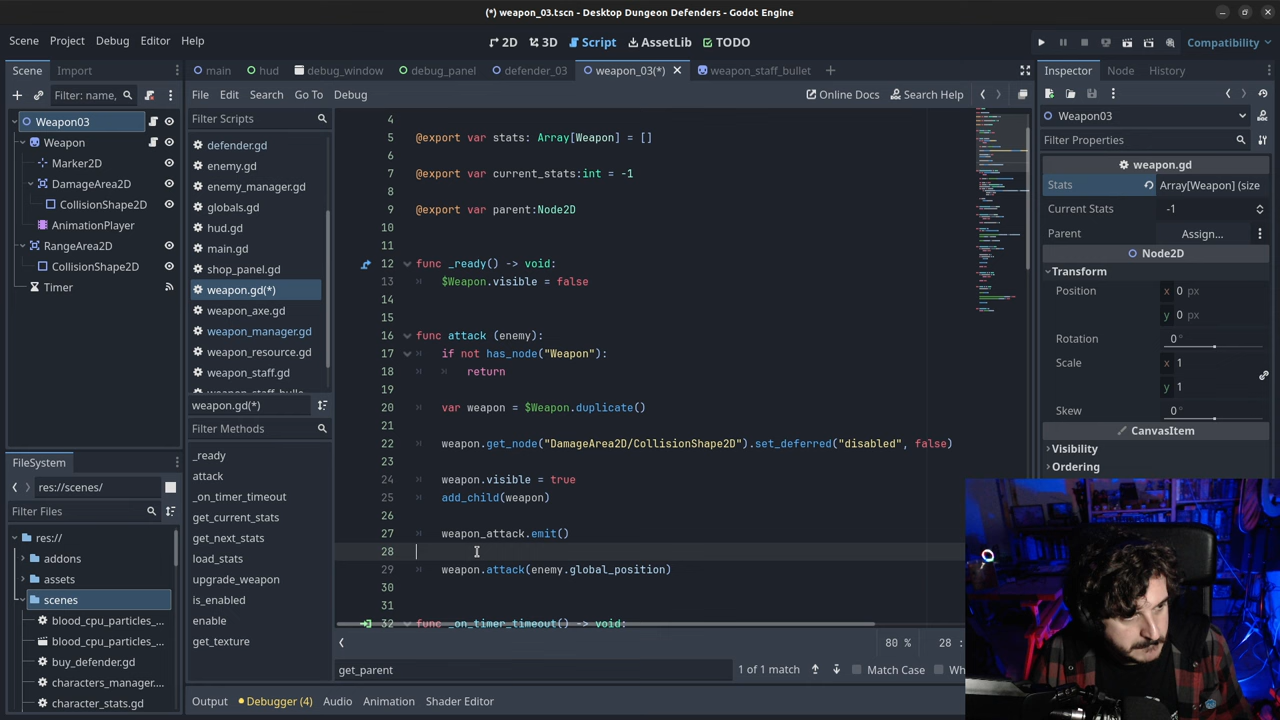 (*) weapon_03.tscn - Desktop Dungeon Defenders - Godot Engine
Scene Project Debug Editor Help
2D 3D Script AssetLib TODO
Compatibility
Scene Import
main hud debug_window debug_panel defender_03 weapon_03(*) weapon_staff_bullet
Inspector Node History
Filter: name,
File Edit Search Go To Debug
Online Docs Search Help
Weapon03
Weapon
Marker2D
DamageArea2D
CollisionShape2D
AnimationPlayer
RangeArea2D
CollisionShape2D
Timer
Filter Scripts
defender.gd
enemy.gd
enemy_manager.gd
globals.gd
hud.gd
main.gd
shop_panel.gd
weapon.gd(*)
weapon_axe.gd
weapon_manager.gd
weapon_resource.gd
weapon_staff.gd
weapon.gd(*)
Filter Methods
_ready
attack
_on_timer_timeout
get_current_stats
get_next_stats
load_stats
upgrade_weapon
is_enabled
enable
get_texture
4
5 @export var stats: Array[Weapon] = []
6
7 @export var current_stats:int = -1
8
9 @export var parent:Node2D
10
11
12 func _ready() -> void:
13 $Weapon.visible = false
14
15
16 func attack (enemy):
17 if not has_node("Weapon"):
18 return
19
20 var weapon = $Weapon.duplicate()
21
22 weapon.get_node("DamageArea2D/CollisionShape2D").set_deferred("disabled", false)
23
24 weapon.visible = true
25 add_child(weapon)
26
27 weapon_attack.emit()
28
29 weapon.attack(enemy.global_position)
30
31
32 func _on_timer_timeout() -> void:
80 % 28 :
get_parent
1 of 1 match
Match Case
Output Debugger (4) Audio Animation Shader Editor
FileSystem
res://scenes/
Filter Files
res://
addons
assets
scenes
blood_cpu_particles_...
blood_cpu_particles_...
buy_defender.gd
characters_manager....
character_stats.gd
Weapon03
Filter Properties
weapon.gd
Stats Array[Weapon] (size
Current Stats -1
Parent Assign...
Node2D
Transform
Position x 0 px
y 0 px
Rotation 0 °
Scale x 1
y 1
Skew 0 °
CanvasItem
Visibility
Ordering